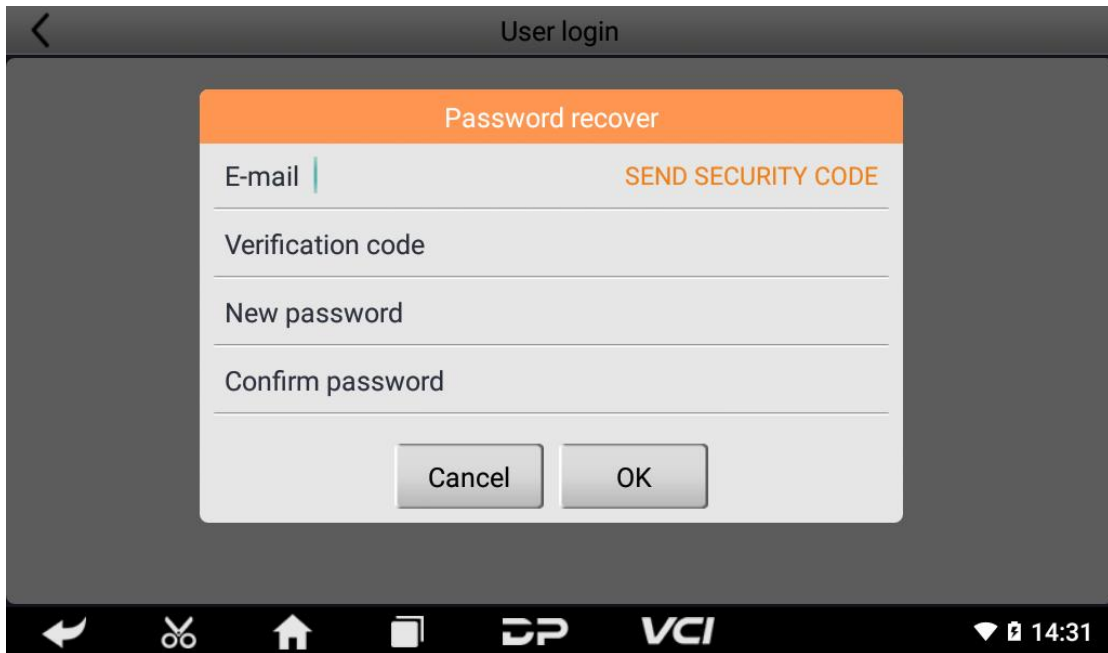 User login
Password recover
E-mail SEND SECURITY CODE
Verification code
New password
Confirm password
Cancel OK
DP VCI 14:31